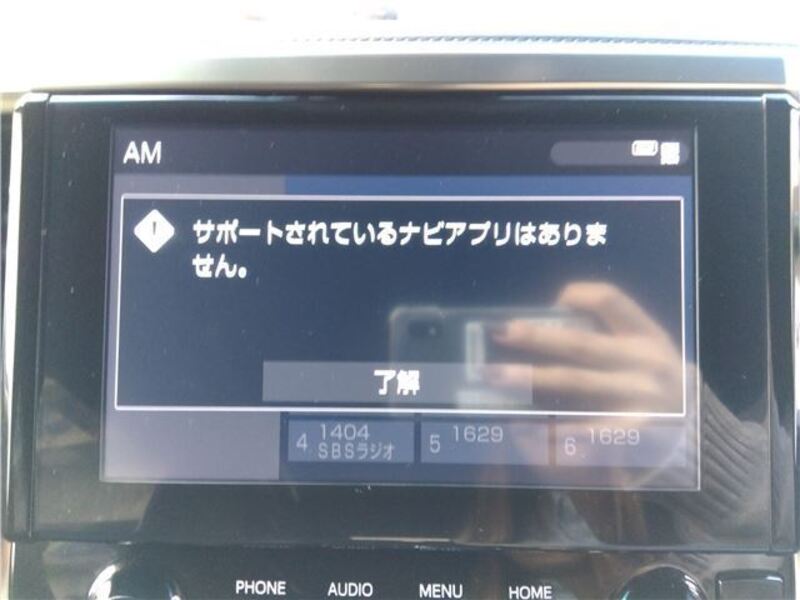 AM
サポートされているナビアプリはありま
せん。
了解
4 1404
SBSラジオ
5 1629
6 1629
PHONE AUDIO MENU HOME